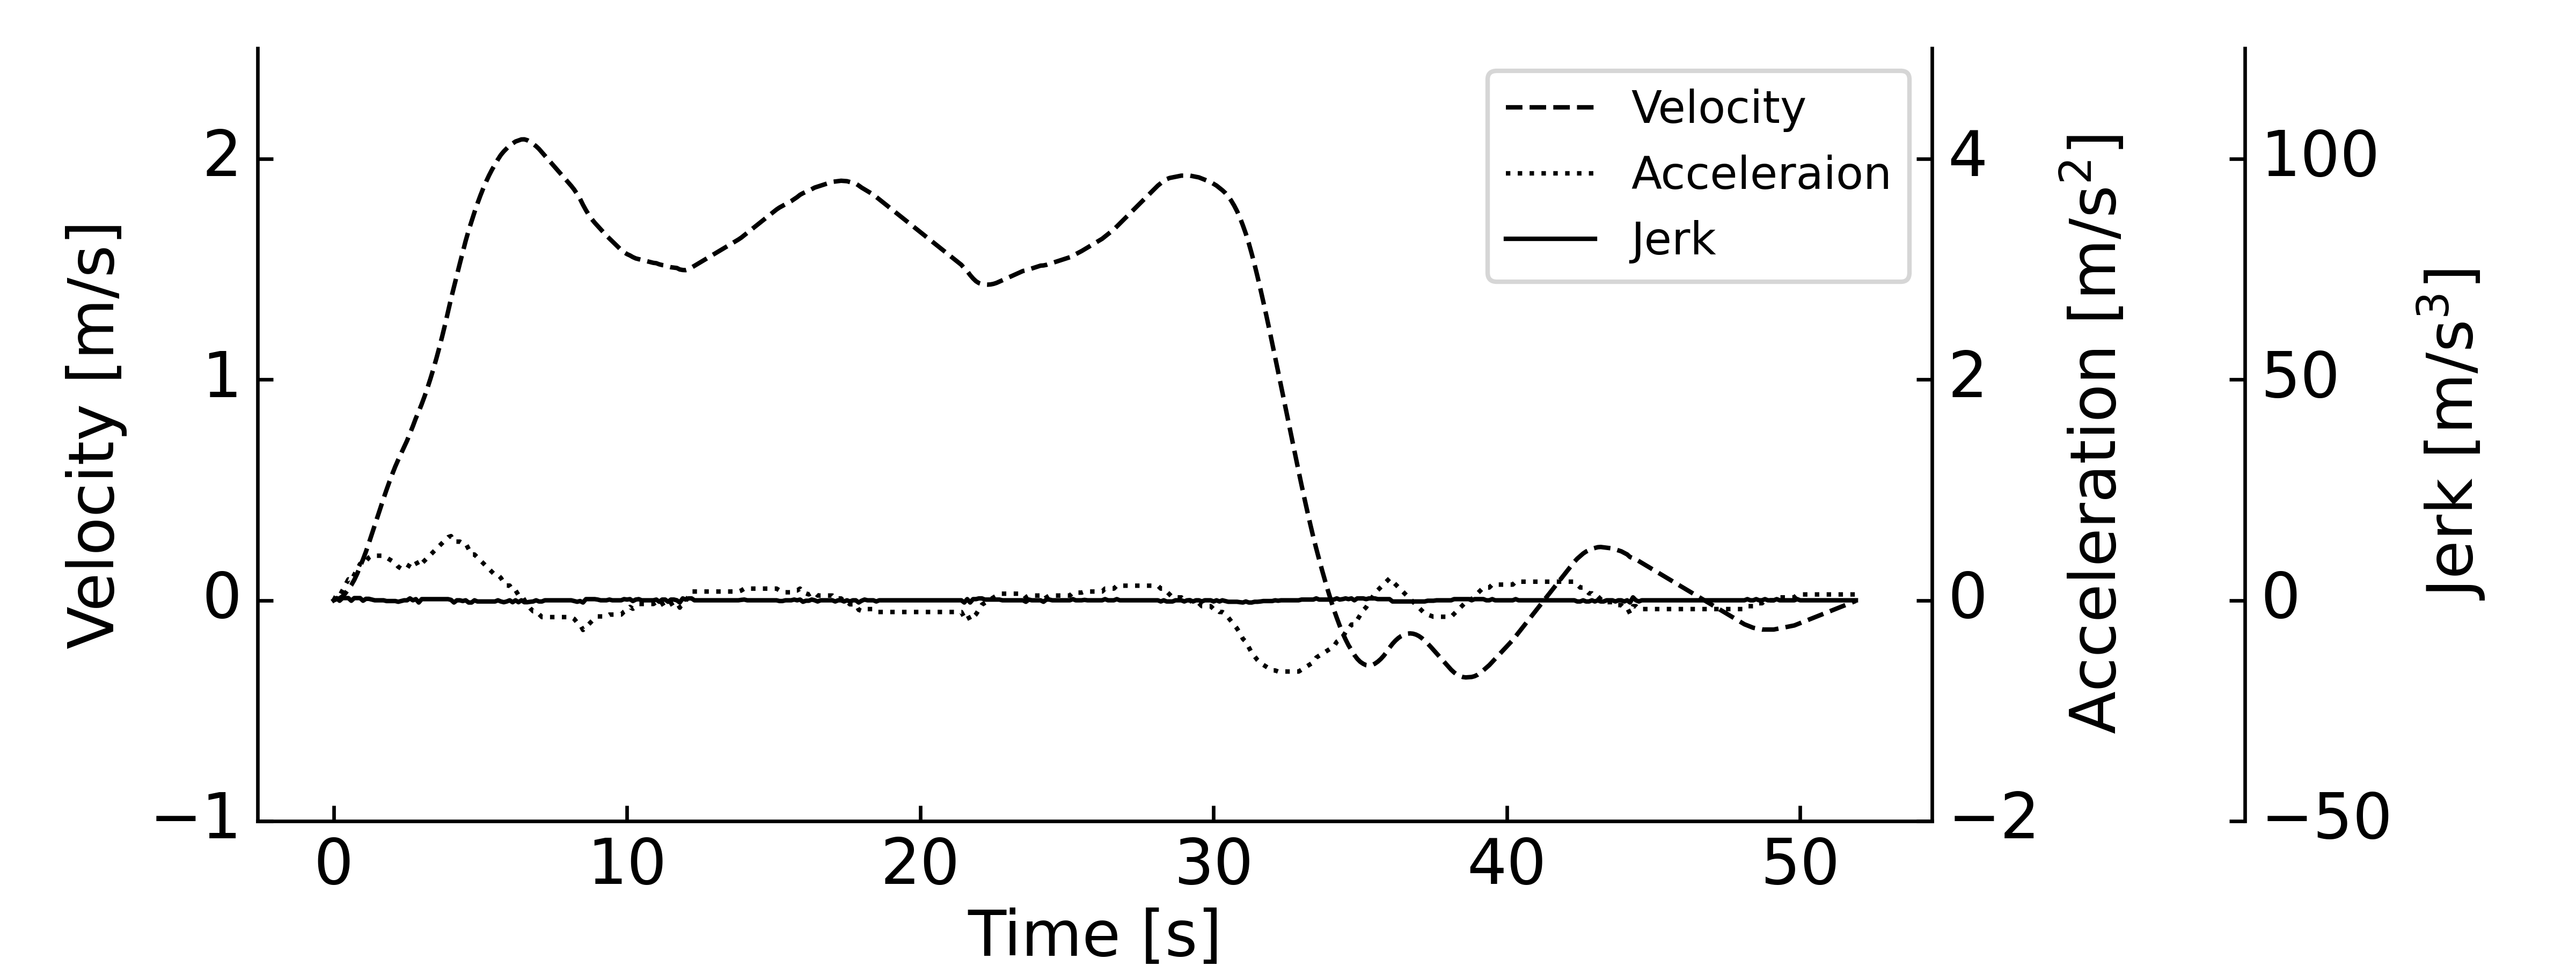 Velocity [m/s]
2
1
0
−1
0 10 20 30 40 50
Time [s]
Velocity
Acceleraion
Jerk
4
2
0
−2
Acceleration [m/s²]
100
50
0
−50
Jerk [m/s³]